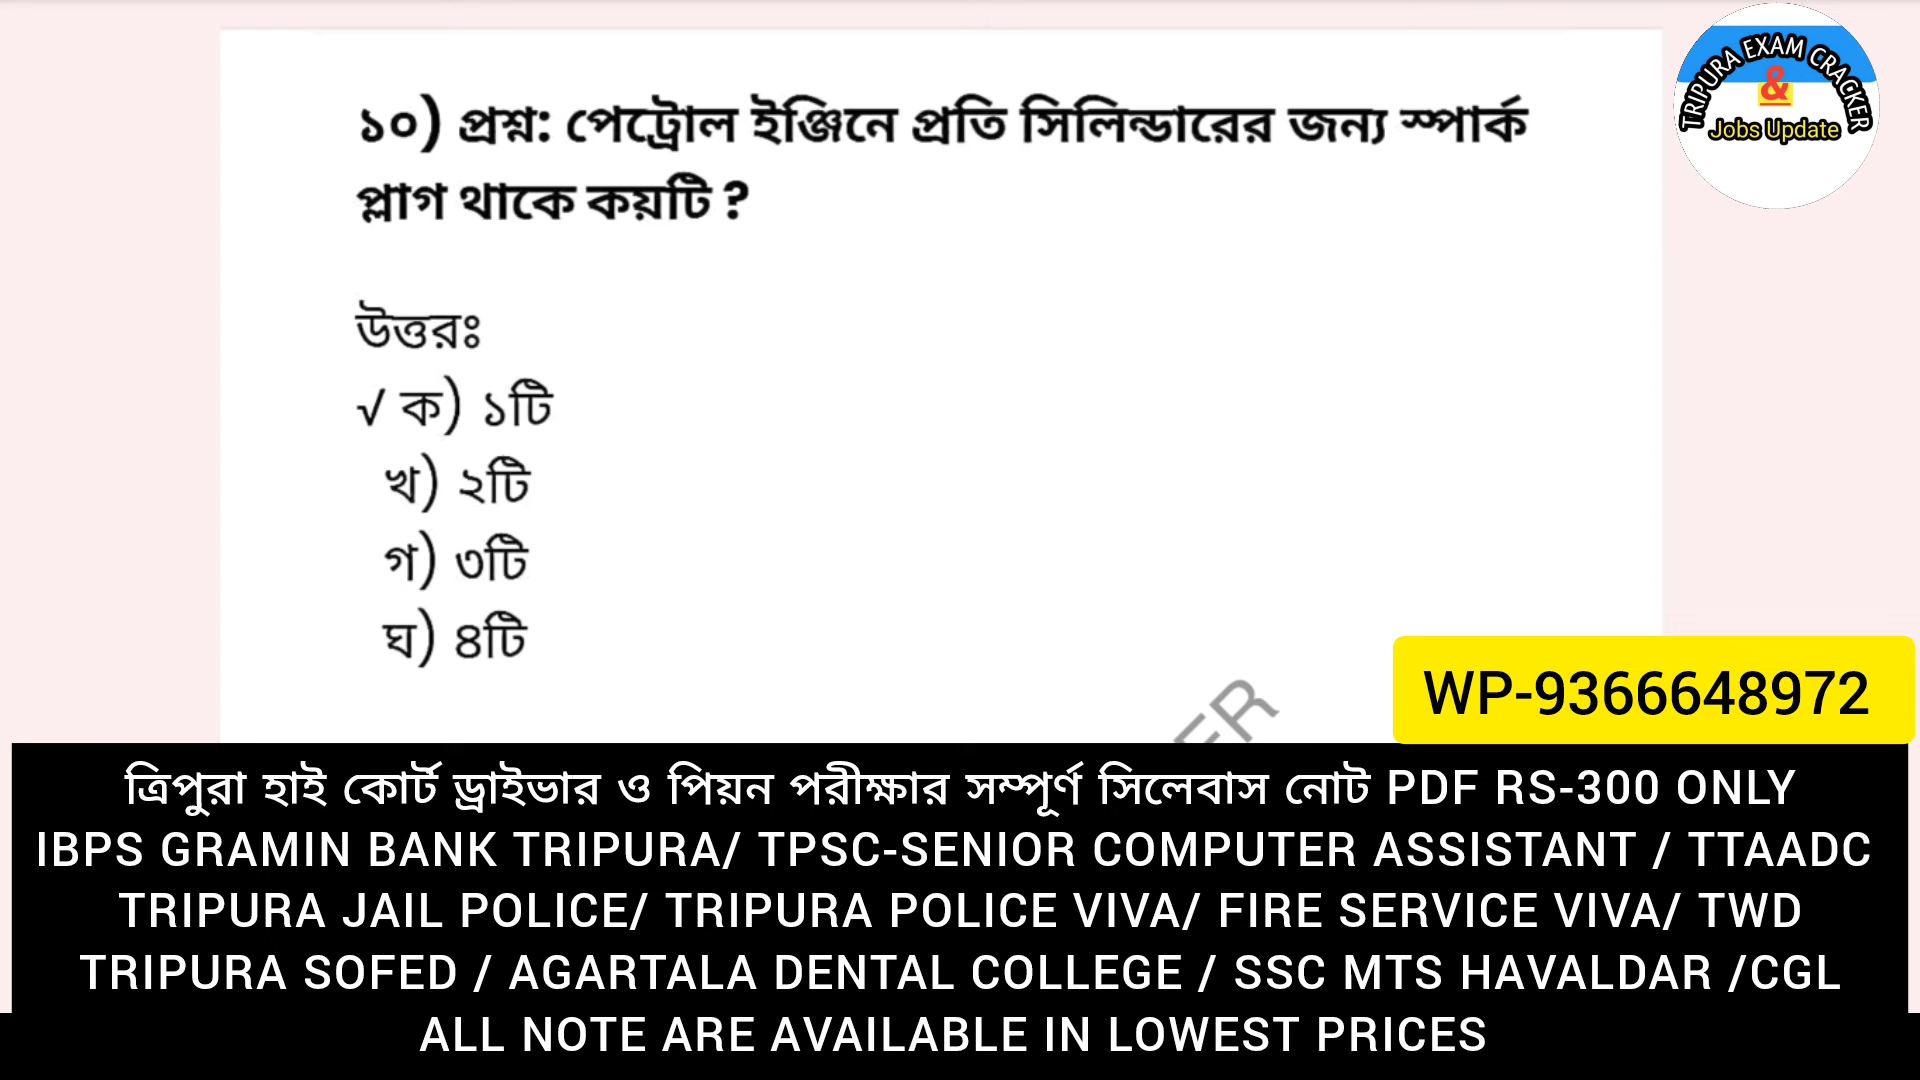 TRIPURA EXAM CRACKER
&
Jobs Update
১০) প্রশ্ন: পেট্রোল ইঞ্জিনে প্রতি সিলিন্ডারের জন্য স্পার্ক
প্লাগ থাকে কয়টি ?
উত্তরঃ
√ ক) ১টি
খ) ২টি
গ) ৩টি
ঘ) ৪টি
WP-9366648972
ত্রিপুরা হাই কোর্ট ড্রাইভার ও পিয়ন পরীক্ষার সম্পূর্ণ সিলেবাস নোট PDF RS-300 ONLY
IBPS GRAMIN BANK TRIPURA/ TPSC-SENIOR COMPUTER ASSISTANT / TTAADC
TRIPURA JAIL POLICE/ TRIPURA POLICE VIVA/ FIRE SERVICE VIVA/ TWD
TRIPURA SOFED / AGARTALA DENTAL COLLEGE / SSC MTS HAVALDAR /CGL
ALL NOTE ARE AVAILABLE IN LOWEST PRICES